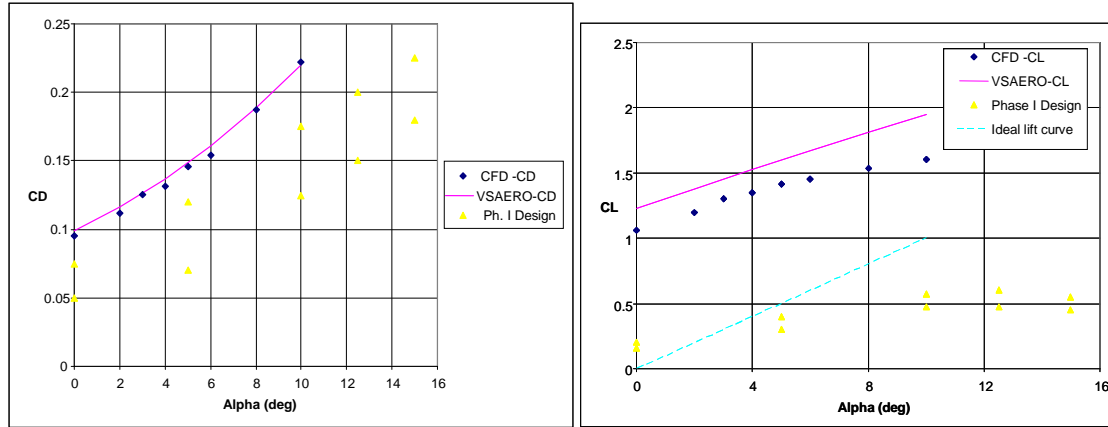 0.25
0.2
0.15
CD
0.1
0.05
0
0 2 4 6 8 10 12 14 16
Alpha (deg)
CFD -CD
VSAERO-CD
Ph. I Design
2.5
2
1.5
CL
1
0.5
0
0 4 8 12 16
Alpha (deg)
CFD -CL
VSAERO-CL
Phase I Design
Ideal lift curve